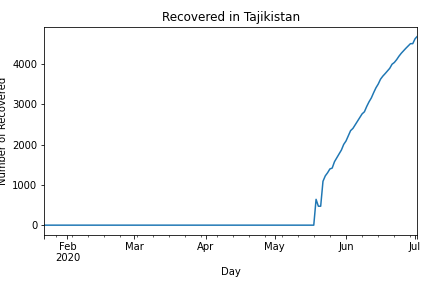 Recovered in Tajikistan
Number of Recovered
4000
3000
2000
1000
0
Feb
2020
Mar
Apr
May
Jun
Jul
Day